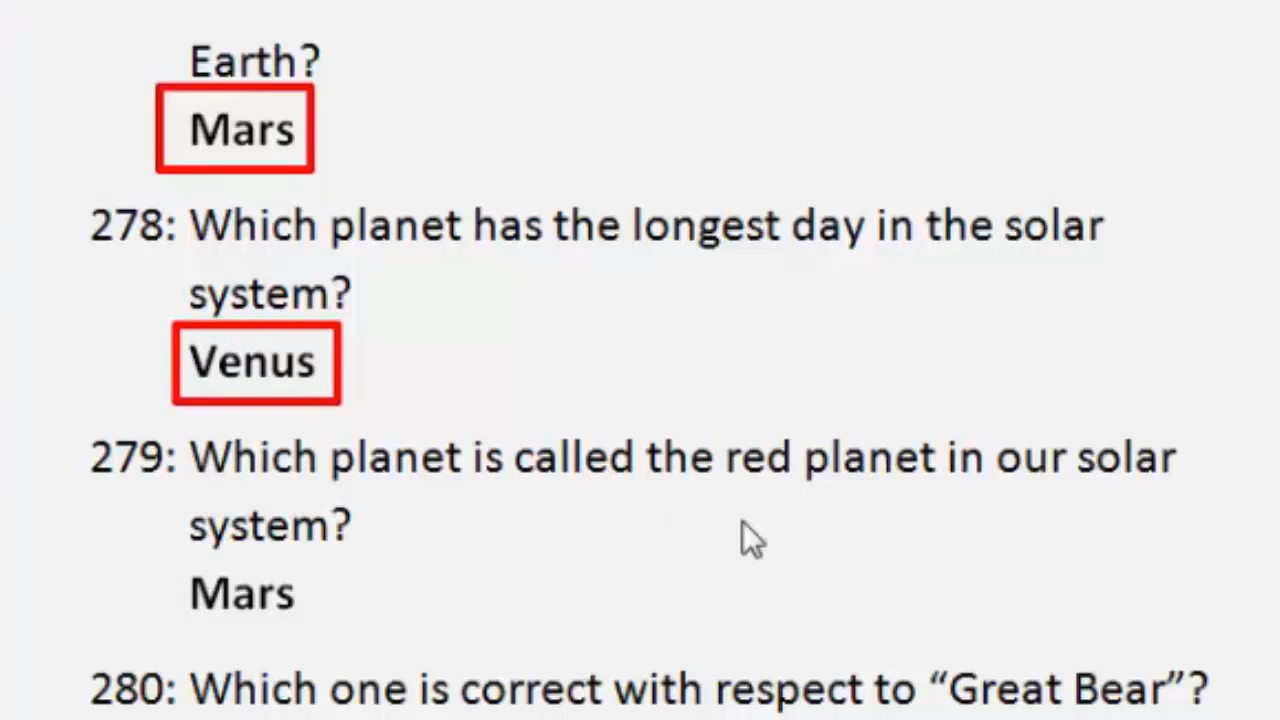 Earth?
Mars
278: Which planet has the longest day in the solar
system?
Venus
279: Which planet is called the red planet in our solar
system?
Mars
280: Which one is correct with respect to “Great Bear”?